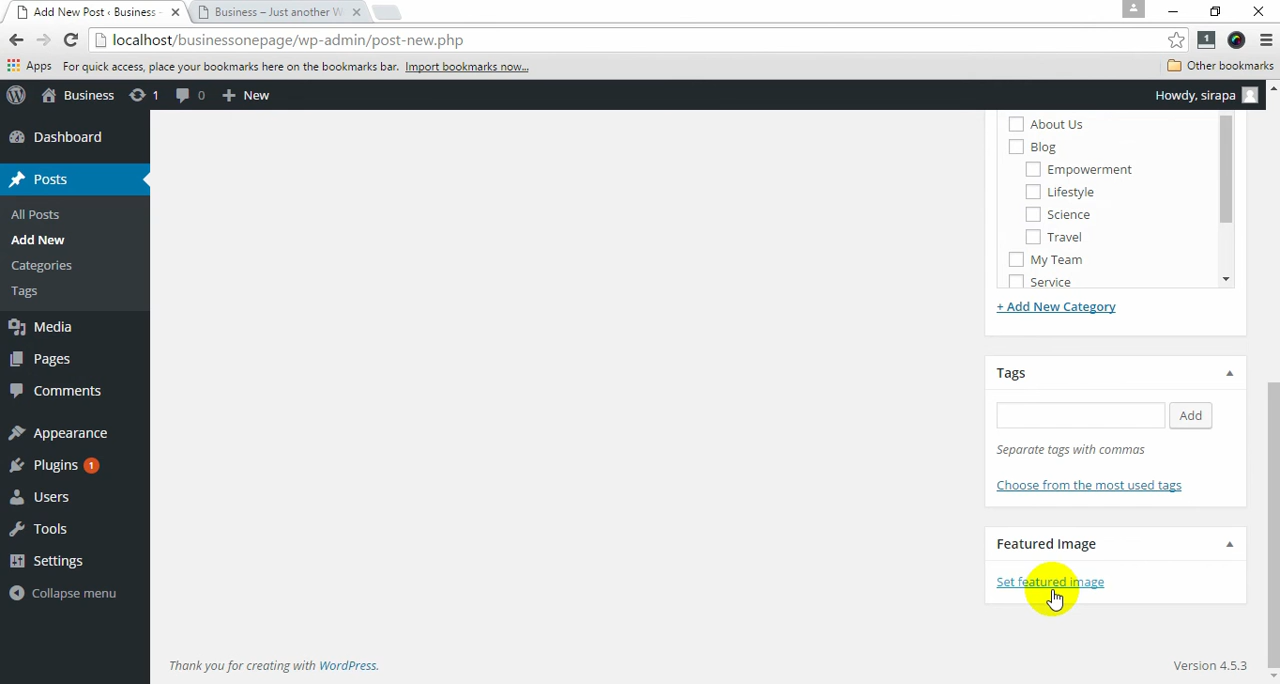 Add New Post ‹ Business -
Business – Just another W
localhost/businessonepage/wp-admin/post-new.php
1
Apps
For quick access, place your bookmarks here on the bookmarks bar.
Import bookmarks now...
Other bookmarks
Business
1
0
New
Howdy, sirapa
Dashboard
Posts
All Posts
Add New
Categories
Tags
Media
Pages
Comments
Appearance
Plugins 1
Users
Tools
Settings
Collapse menu
About Us
Blog
Empowerment
Lifestyle
Science
Travel
My Team
Service
+ Add New Category
Tags
Add
Separate tags with commas
Choose from the most used tags
Featured Image
Set featured image
Thank you for creating with WordPress.
Version 4.5.3